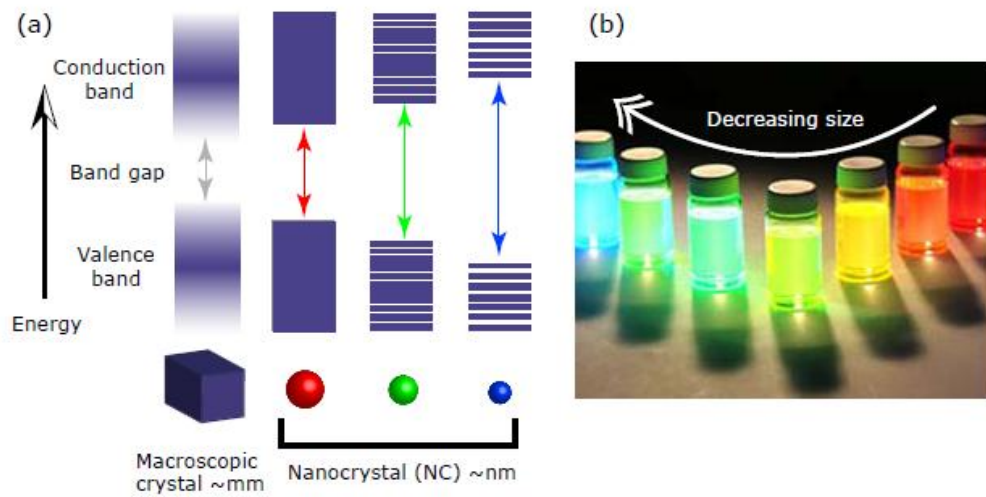 (a)
Conduction
band
Band gap
Valence
band
Energy
Macroscopic
crystal ~mm
Nanocrystal (NC) ~nm
(b)
Decreasing size